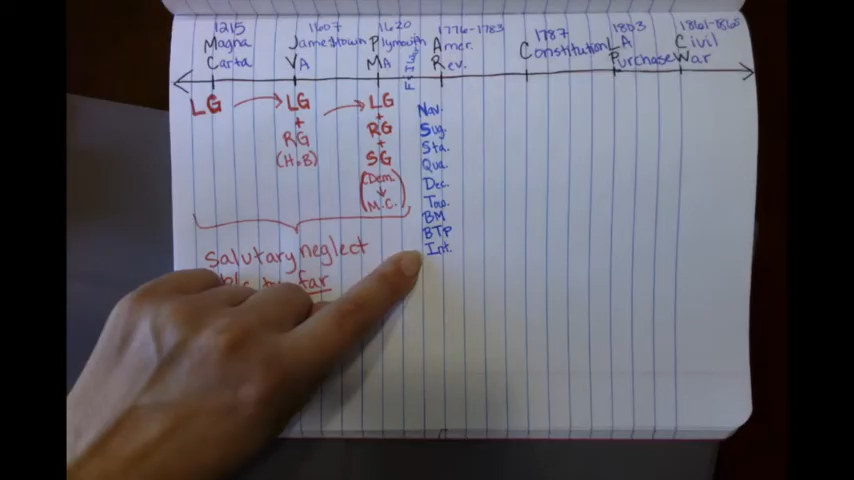 1215
Magna
Carta
1607
Jamestown
VA
1620
Plymouth
MA
F&I War
1776-1783
Amer.
Rev.
1787
Constitution
1803
LA
Purchase
1861-1865
Civil
War
LG
LG
+
RG
(H.o.B)
LG
+
RG
+
SG
(Dem.
M.C.)
Salutary neglect
far
Nav.
Sug.
Sta.
Qua.
Dec.
Tow.
BM
BTP
Int.